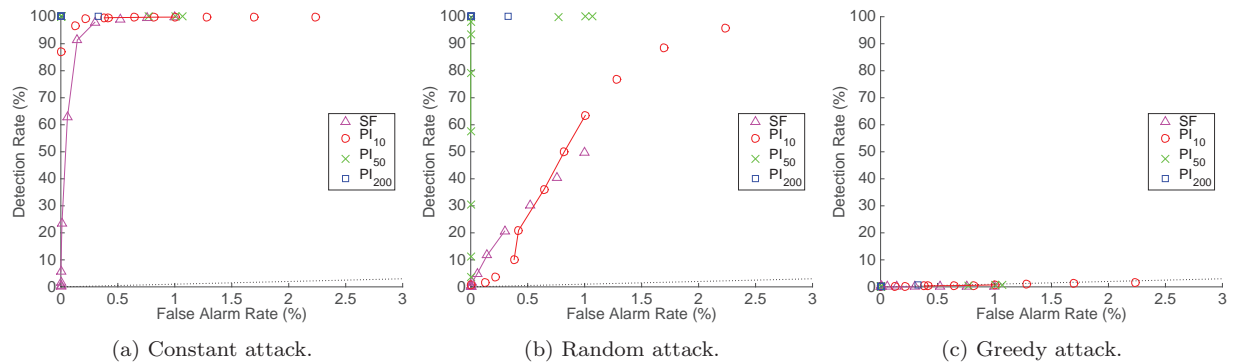 100
90
80
70
60
50
40
30
20
10
0
Detection Rate (%)
0 0.5 1 1.5 2 2.5 3
False Alarm Rate (%)
SF
PI10
PI50
PI200
(a) Constant attack.
100
90
80
70
60
50
40
30
20
10
0
Detection Rate (%)
0 0.5 1 1.5 2 2.5 3
False Alarm Rate (%)
SF
PI10
PI50
PI200
(b) Random attack.
100
90
80
70
60
50
40
30
20
10
0
Detection Rate (%)
0 0.5 1 1.5 2 2.5 3
False Alarm Rate (%)
SF
PI10
PI50
PI200
(c) Greedy attack.